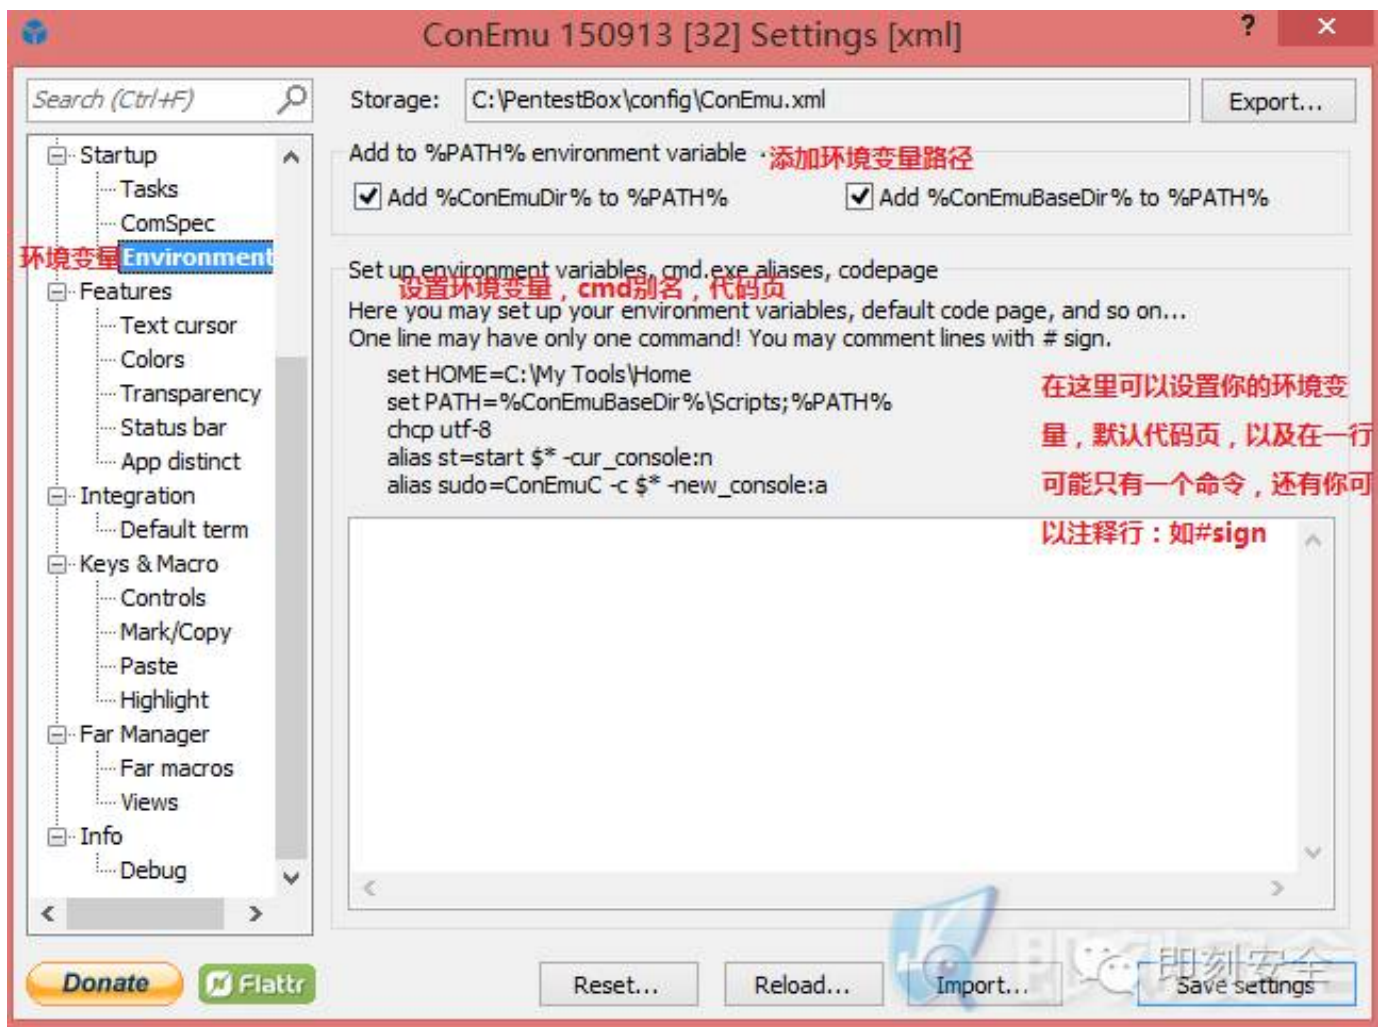 ConEmu 150913 [32] Settings [xml]
?
Search (Ctrl+F)
Storage:
C:\PentestBox\config\ConEmu.xml
Export...
Startup
Tasks
ComSpec
环境变量
Environment
Features
Text cursor
Colors
Transparency
Status bar
App distinct
Integration
Default term
Keys & Macro
Controls
Mark/Copy
Paste
Highlight
Far Manager
Far macros
Views
Info
Debug
Add to %PATH% environment variable
添加环境变量路径
Add %ConEmuDir% to %PATH%
Add %ConEmuBaseDir% to %PATH%
Set up environment variables, cmd.exe aliases, codepage
设置环境变量，cmd别名，代码页
Here you may set up your environment variables, default code page, and so on...
One line may have only one command! You may comment lines with # sign.
set HOME=C:\My Tools\Home
set PATH=%ConEmuBaseDir%\Scripts;%PATH%
chcp utf-8
alias st=start $* -cur_console:n
alias sudo=ConEmuC -c $* -new_console:a
在这里可以设置你的环境变
量，默认代码页，以及在一行
可能只有一个命令，还有你可
以注释行：如#sign
Donate
Flattr
Reset...
Reload...
Import...
Save settings
即刻安全
即刻安全